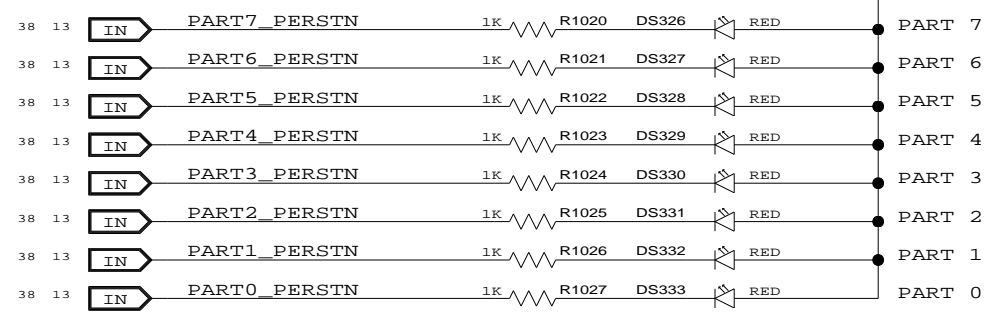 38 13 IN PART7_PERSTN 1K R1020 DS326 RED PART 7
38 13 IN PART6_PERSTN 1K R1021 DS327 RED PART 6
38 13 IN PART5_PERSTN 1K R1022 DS328 RED PART 5
38 13 IN PART4_PERSTN 1K R1023 DS329 RED PART 4
38 13 IN PART3_PERSTN 1K R1024 DS330 RED PART 3
38 13 IN PART2_PERSTN 1K R1025 DS331 RED PART 2
38 13 IN PART1_PERSTN 1K R1026 DS332 RED PART 1
38 13 IN PART0_PERSTN 1K R1027 DS333 RED PART 0